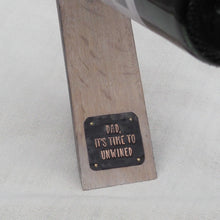 DAD,
IT'S TIME TO
UNWINED